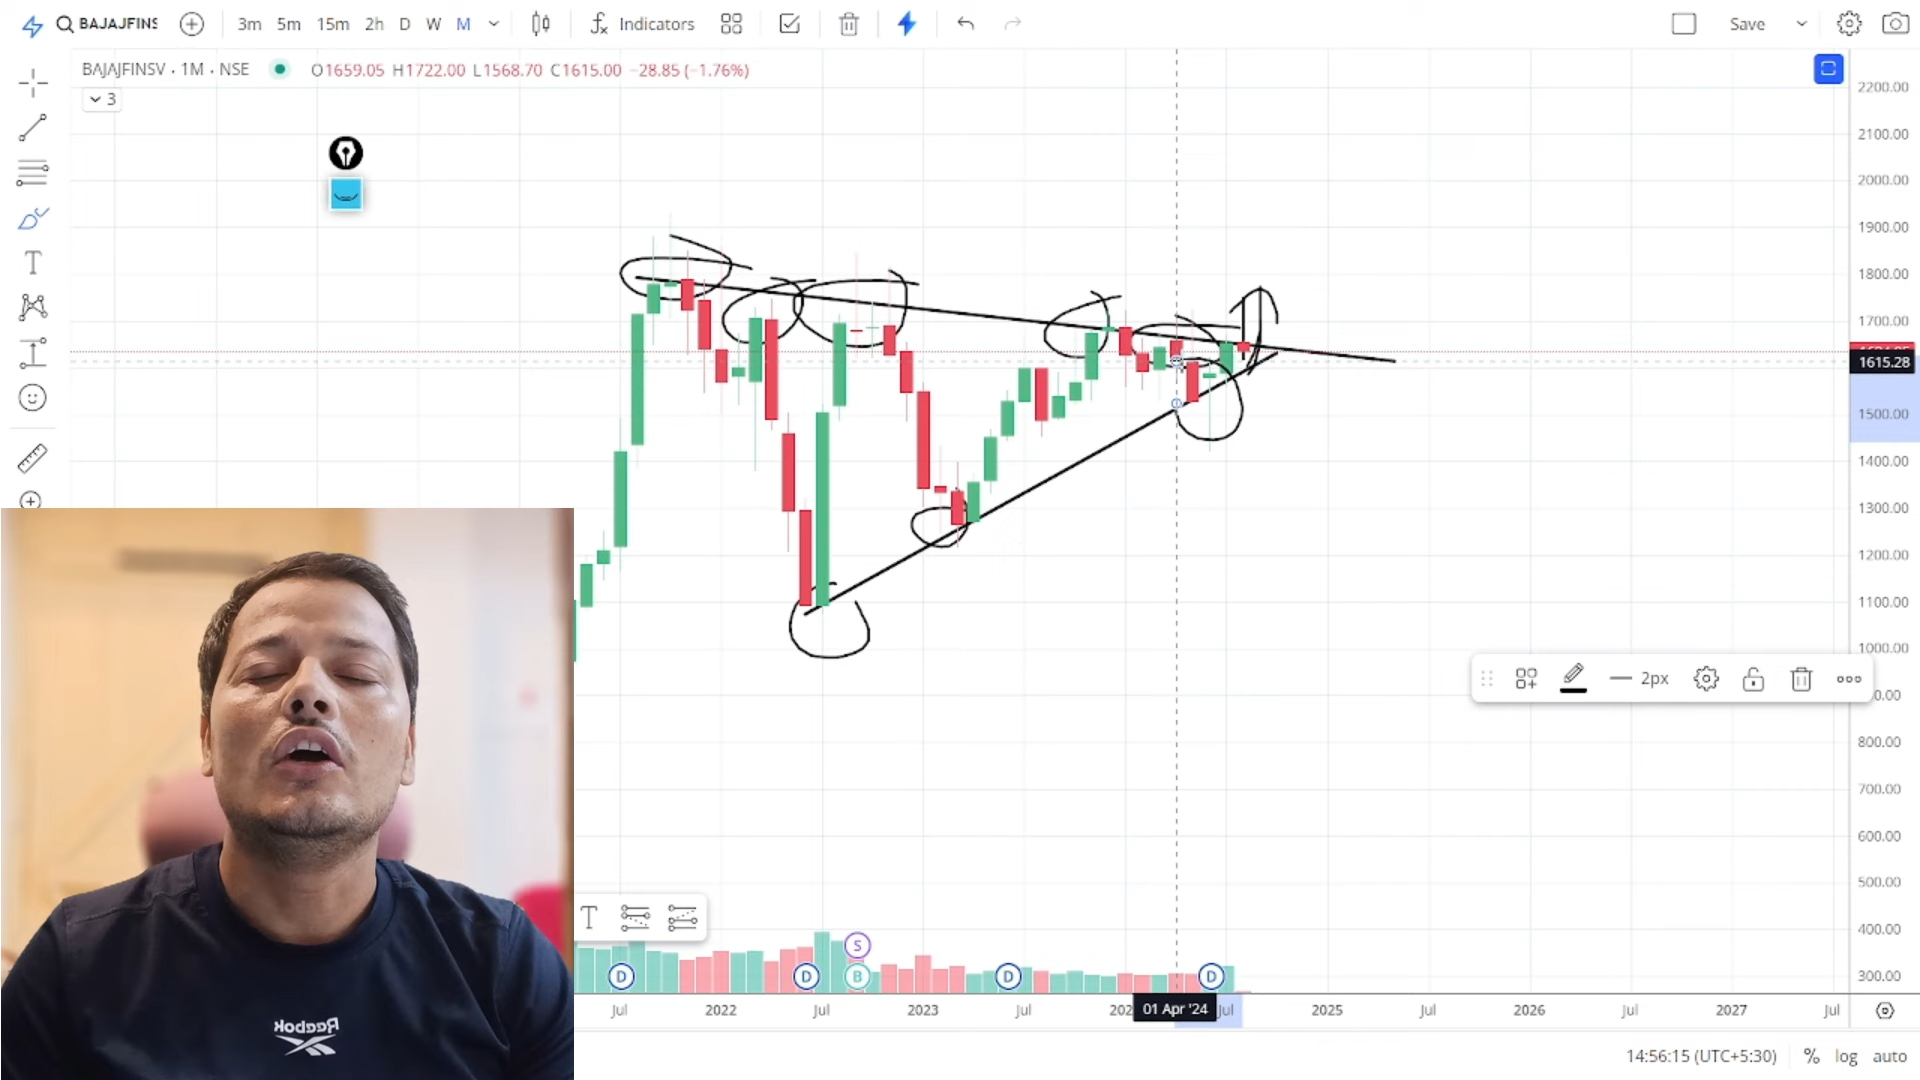 BAJAJFINS 3m 5m 15m 2h D W M Indicators Save
BAJAJFINSV · 1M · NSE O1659.05 H1722.00 L1568.70 C1615.00 −28.85 (−1.76%)
3
2200.00
2100.00
2000.00
1900.00
1800.00
1700.00
1615.28
1500.00
1400.00
1300.00
1200.00
1100.00
1000.00
2px
800.00
700.00
600.00
500.00
400.00
300.00
T
S
D D B D D
Jul 2022 Jul 2023 Jul 202 01 Apr '24 Jul 2025 Jul 2026 Jul 2027 Jul
Reebok
14:56:15 (UTC+5:30) % log auto